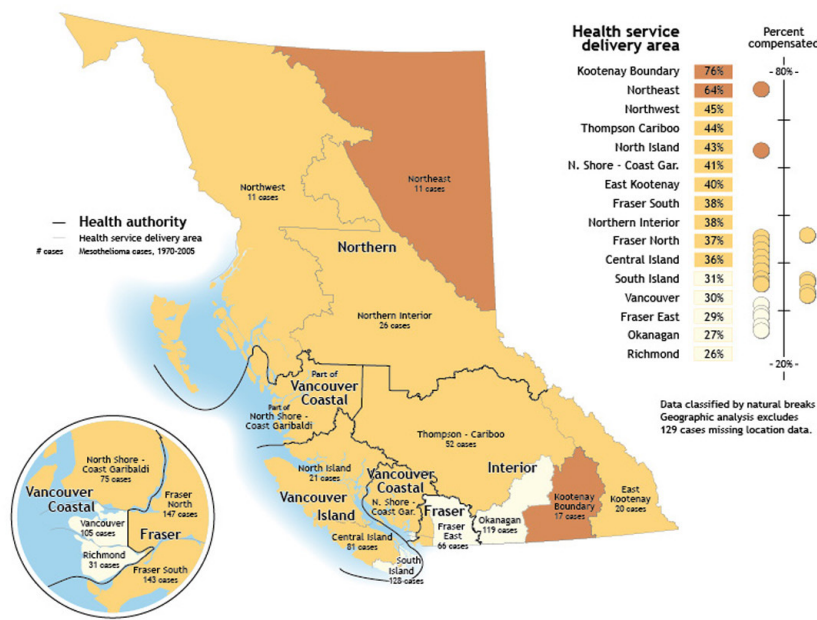 Health service
delivery area
Percent
compensated
Kootenay Boundary 76%
Northeast 64%
Northwest 45%
Thompson Cariboo 44%
North Island 43%
N. Shore - Coast Gar. 41%
East Kootenay 40%
Fraser South 38%
Northern Interior 38%
Fraser North 37%
Central Island 36%
South Island 31%
Vancouver 30%
Fraser East 29%
Okanagan 27%
Richmond 26%
- 80% -
- 20% -
Data classified by natural breaks
Geographic analysis excludes
129 cases missing location data.
Health authority
Health service delivery area
# cases Mesothelioma cases, 1970-2005
Northwest
11 cases
Northeast
11 cases
Northern
Northern Interior
26 cases
Part of
Vancouver
Coastal
Part of
North Shore -
Coast Garibaldi
Thompson - Cariboo
52 cases
Interior
North Island
21 cases
Vancouver
Island
Vancouver
Coastal
N. Shore -
Coast Gar.
Central Island
81 cases
South
Island
128 cases
Fraser
Fraser
East
66 cases
Okanagan
119 cases
Kootenay
Boundary
17 cases
East
Kootenay
20 cases
North Shore -
Coast Garibaldi
75 cases
Vancouver
Coastal
Fraser
North
147 cases
Vancouver
105 cases
Fraser
Richmond
31 cases
Fraser South
143 cases